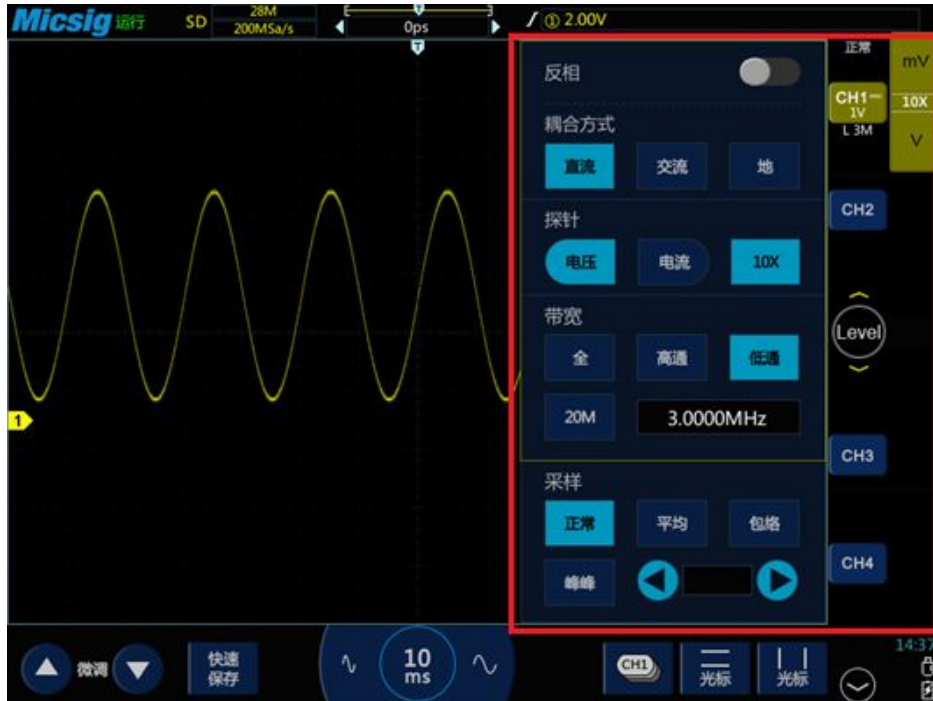 Micsig 运行 SD 28M 200MSa/s 0ps ① 2.00V
T
T
反相
正常
mV
CH1
1V
10X
L 3M
V
耦合方式
直流 交流 地
CH2
探针
电压 电流 10X
带宽
Level
全 高通 低通
20M 3.0000MHz
1
CH3
采样
正常 平均 包络
CH4
峰峰
微调
快速
保存
10
ms
CH1
光标
光标
14:37